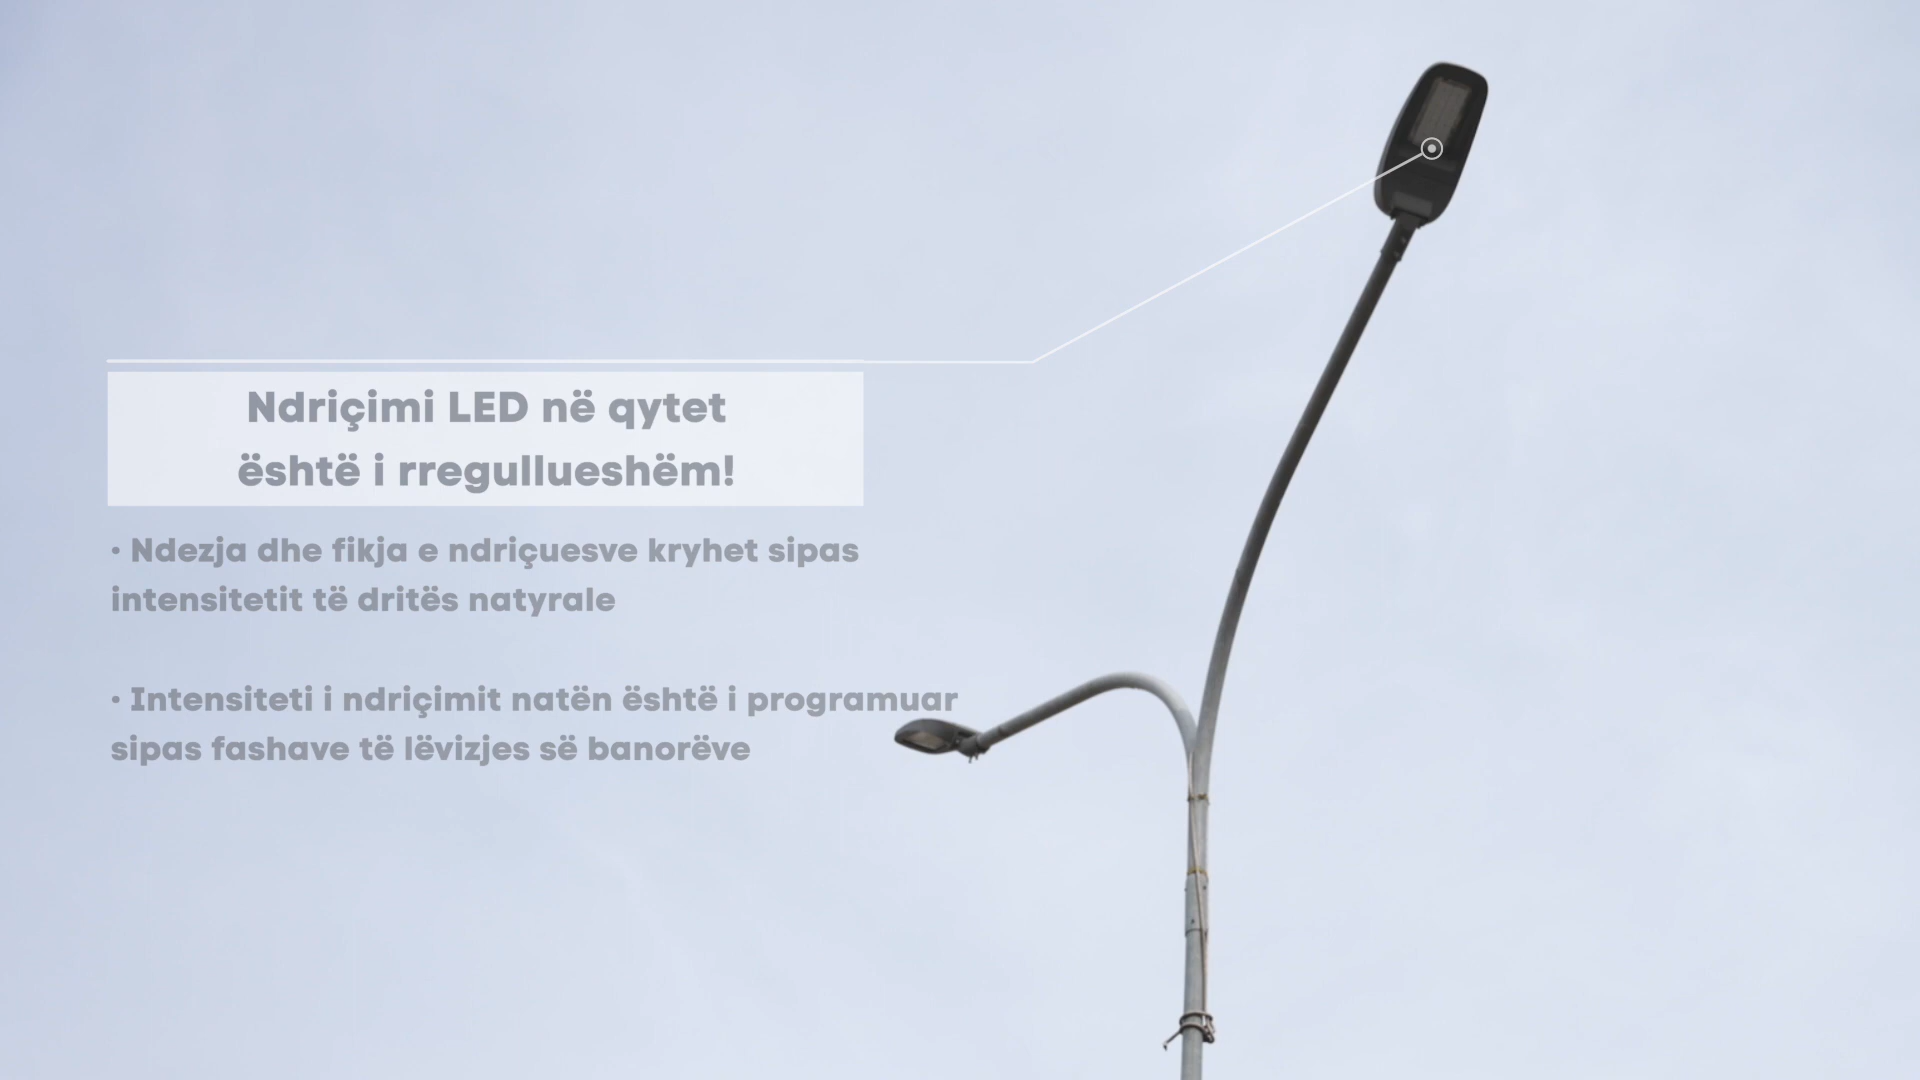 Ndriçimi LED në qytet
është i rregullueshëm!
· Ndezja dhe fikja e ndriçuesve kryhet sipas
intensitetit të dritës natyrale
· Intensiteti i ndriçimit natën është i programuar
sipas fashave të lëvizjes së banorëve